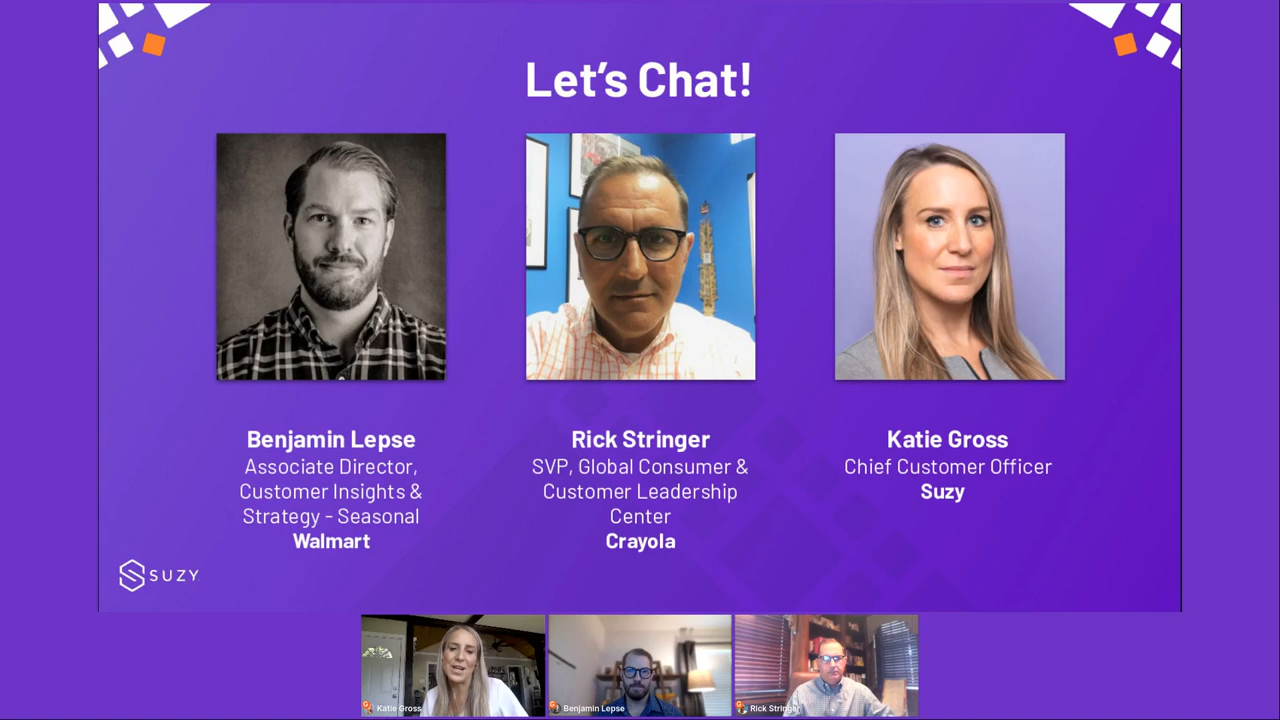 Let's Chat!
Benjamin Lepse
Associate Director,
Customer Insights &
Strategy - Seasonal
Walmart
Rick Stringer
SVP, Global Consumer &
Customer Leadership
Center
Crayola
Katie Gross
Chief Customer Officer
Suzy
SUZY
Katie Gross
Benjamin Lepse
Rick Stringer